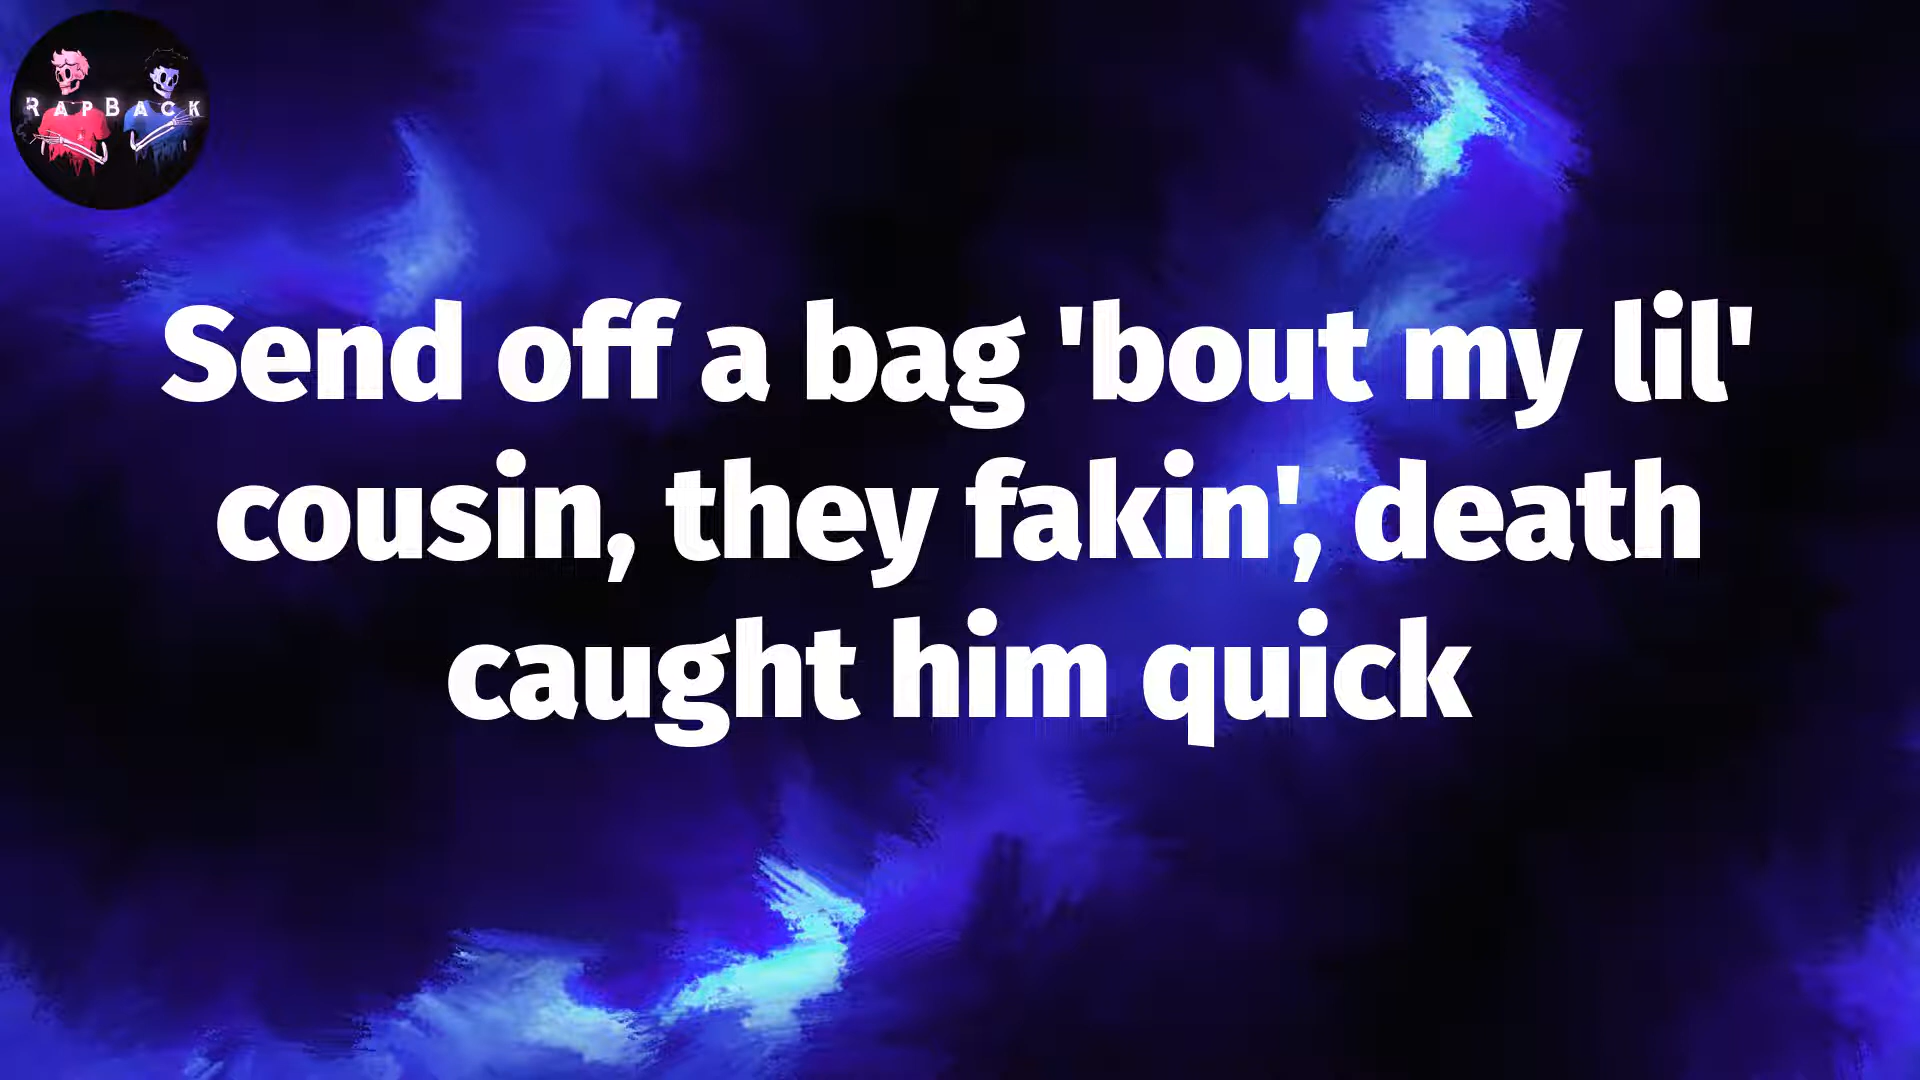 RAPBACK
Send off a bag 'bout my lil'
cousin, they fakin', death
caught him quick